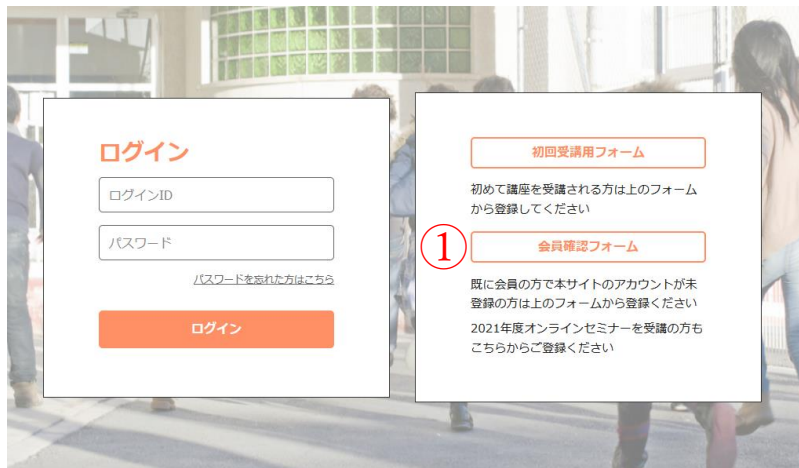 ログイン
ログインID
パスワード
パスワードを忘れた方はこちら
ログイン
初回受講用フォーム
初めて講座を受講される方は上のフォーム
から登録してください
①
会員確認フォーム
既に会員の方で本サイトのアカウントが未
登録の方は上のフォームから登録ください
2021年度オンラインセミナーを受講の方も
こちらからご登録ください